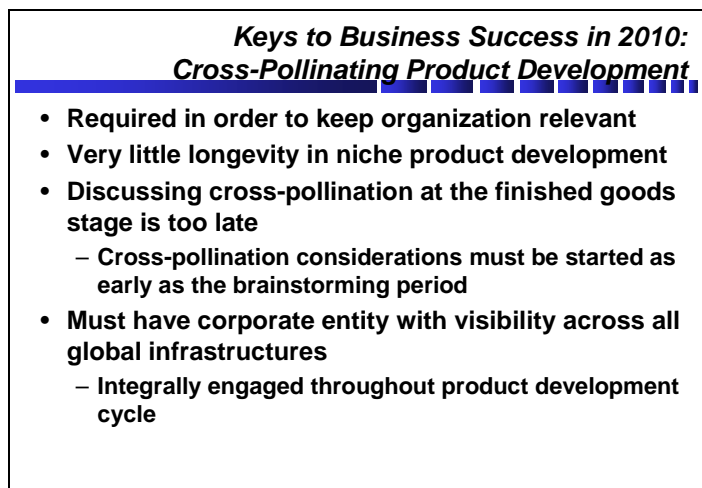 Keys to Business Success in 2010:
Cross-Pollinating Product Development
• Required in order to keep organization relevant
• Very little longevity in niche product development
• Discussing cross-pollination at the finished goods
stage is too late
– Cross-pollination considerations must be started as
early as the brainstorming period
• Must have corporate entity with visibility across all
global infrastructures
– Integrally engaged throughout product development
cycle